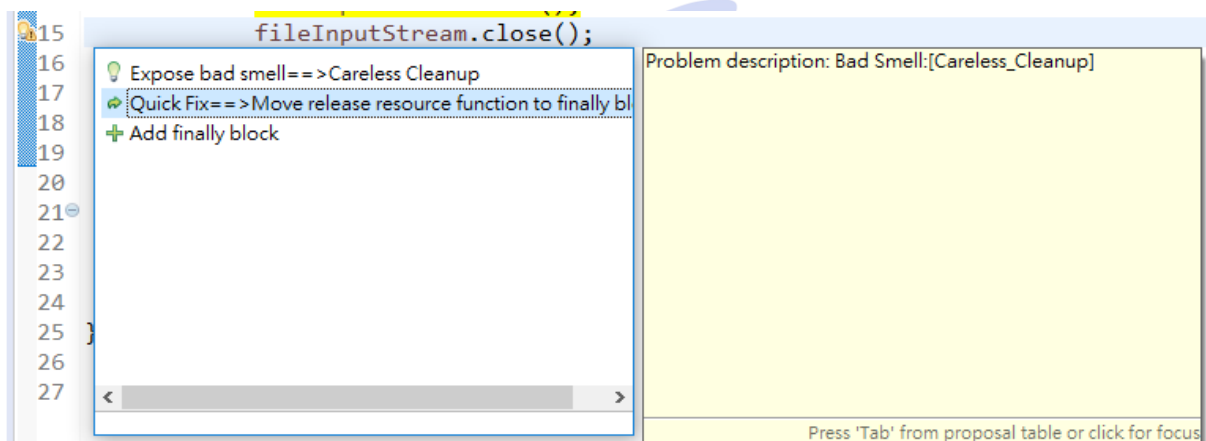 15 fileInputStream.close();
16
17
18
19
20
21
22
23
24
25 }
26
27
Expose bad smell==>Careless Cleanup
Quick Fix==>Move release resource function to finally bl
Add finally block
Problem description: Bad Smell:[Careless_Cleanup]
Press 'Tab' from proposal table or click for focus